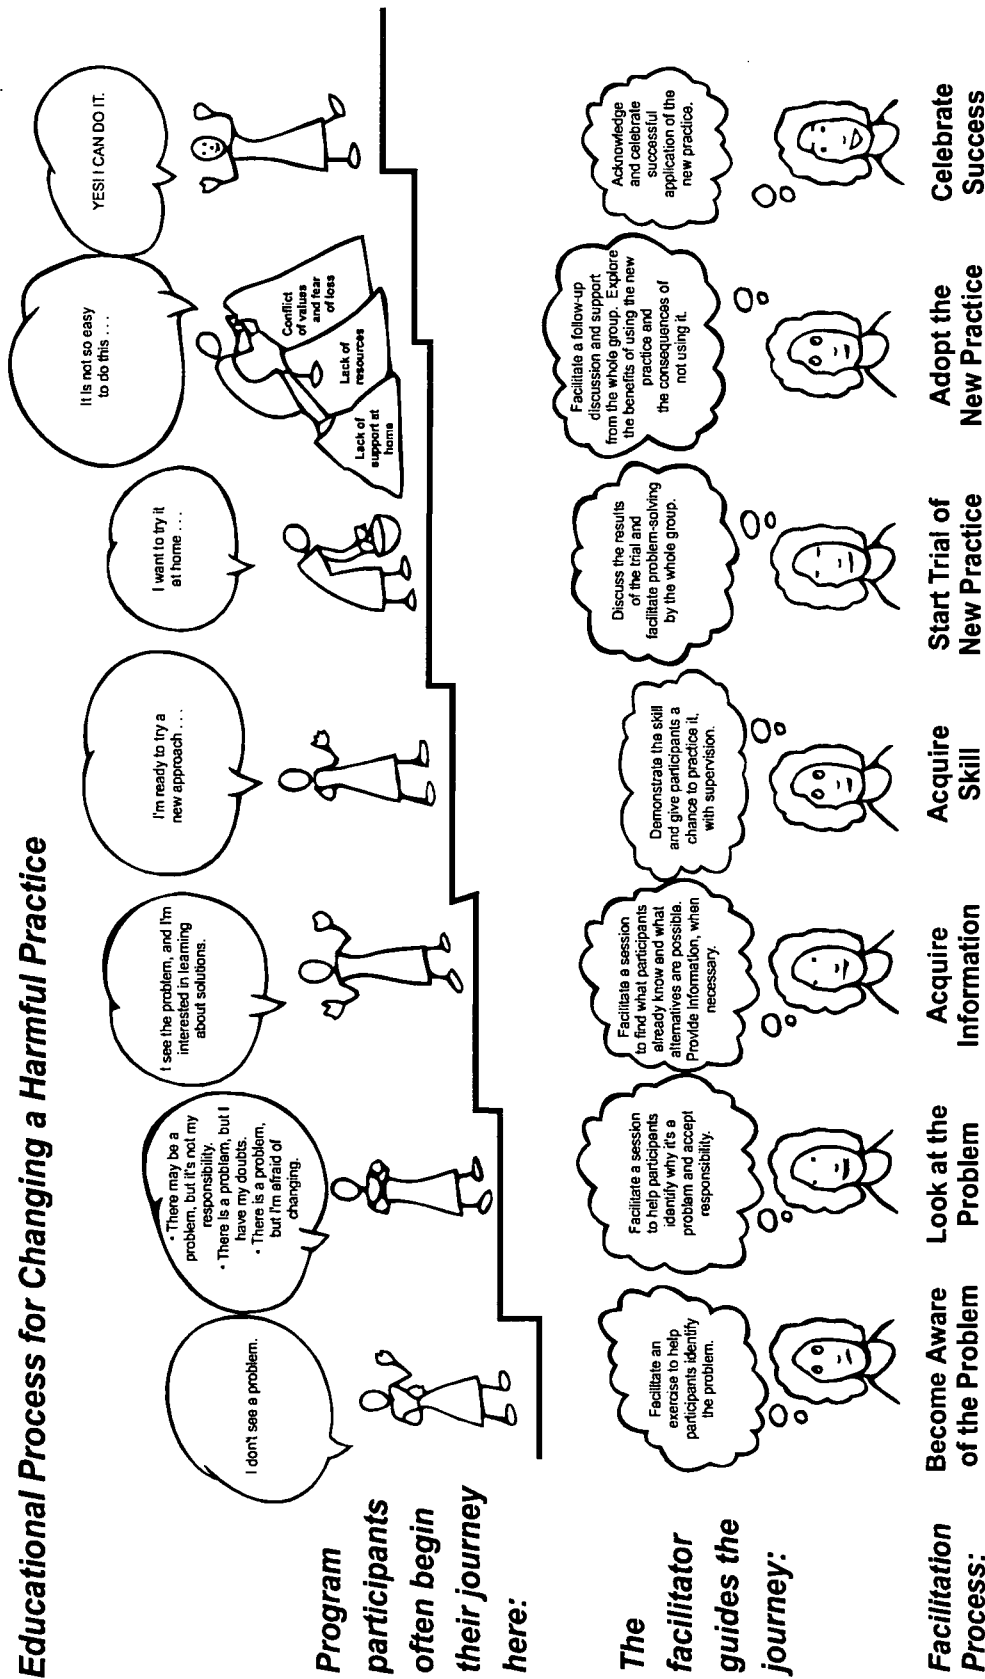 Educational Process for Changing a Harmful Practice
Program
participants
often begin
their journey
here:
I don't see a problem.
• There may be a
problem, but it's not my
responsibility.
• There is a problem, but I
have my doubts.
• There is a problem,
but I'm afraid of
changing.
I see the problem, and I'm
interested in learning
about solutions.
I'm ready to try a
new approach . . .
I want to try it
at home . . .
It is not so easy
to do this . . .
Lack of
support at
home
Lack of
resources
Conflict
of values
and fear
of loss
YES! I CAN DO IT.
The
facilitator
guides the
journey:
Facilitate an
exercise to help
participants identify
the problem.
Facilitate a session
to help participants
identify why it's a
problem and accept
responsibility.
Facilitate a session
to find what participants
already know and what
alternatives are possible.
Provide information, when
necessary.
Demonstrate the skill
and give participants a
chance to practice it,
with supervision.
Discuss the results
of the trial and
facilitate problem-solving
by the whole group.
Facilitate a follow-up
discussion and support
from the whole group. Explore
the benefits of using the new
practice and
the consequences of
not using it.
Acknowledge
and celebrate
successful
application of the
new practice.
Facilitation
Process:
Become Aware
of the Problem
Look at the
Problem
Acquire
Information
Acquire
Skill
Start Trial of
New Practice
Adopt the
New Practice
Celebrate
Success